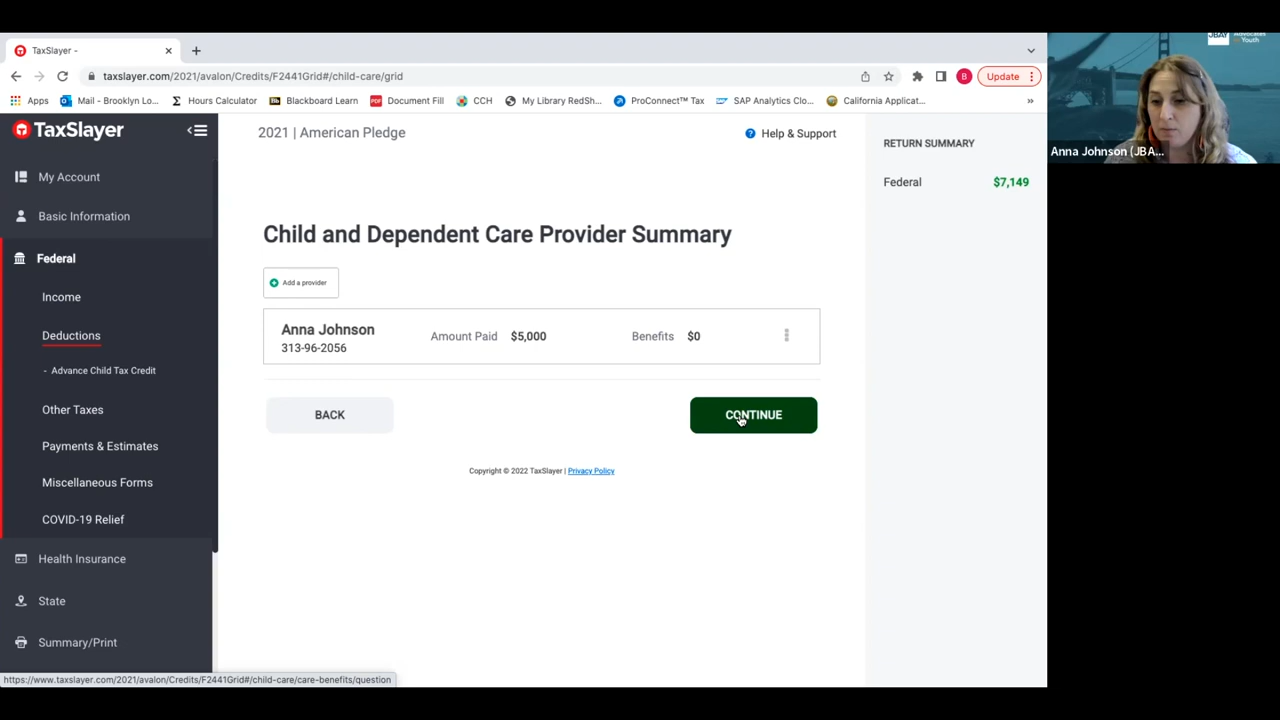 TaxSlayer -
taxslayer.com/2021/avalon/Credits/F2441Grid#/child-care/grid
B
Update
Apps
Mail - Brooklyn Lo...
Hours Calculator
Bb
Blackboard Learn
PDF
Document Fill
CCH
My Library RedSh...
ProConnect™ Tax
SAP Analytics Clo...
California Applicat...
»
TaxSlayer
My Account
Basic Information
Federal
Income
Deductions
- Advance Child Tax Credit
Other Taxes
Payments & Estimates
Miscellaneous Forms
COVID-19 Relief
Health Insurance
State
Summary/Print
2021 | American Pledge
Help & Support
Child and Dependent Care Provider Summary
Add a provider
Anna Johnson
313-96-2056
Amount Paid $5,000
Benefits $0
BACK
CONTINUE
Copyright © 2022 TaxSlayer | Privacy Policy
RETURN SUMMARY
Federal $7,149
https://www.taxslayer.com/2021/avalon/Credits/F2441Grid#/child-care/care-benefits/question
JBAY
Advocates
Youth
Anna Johnson (JBA...